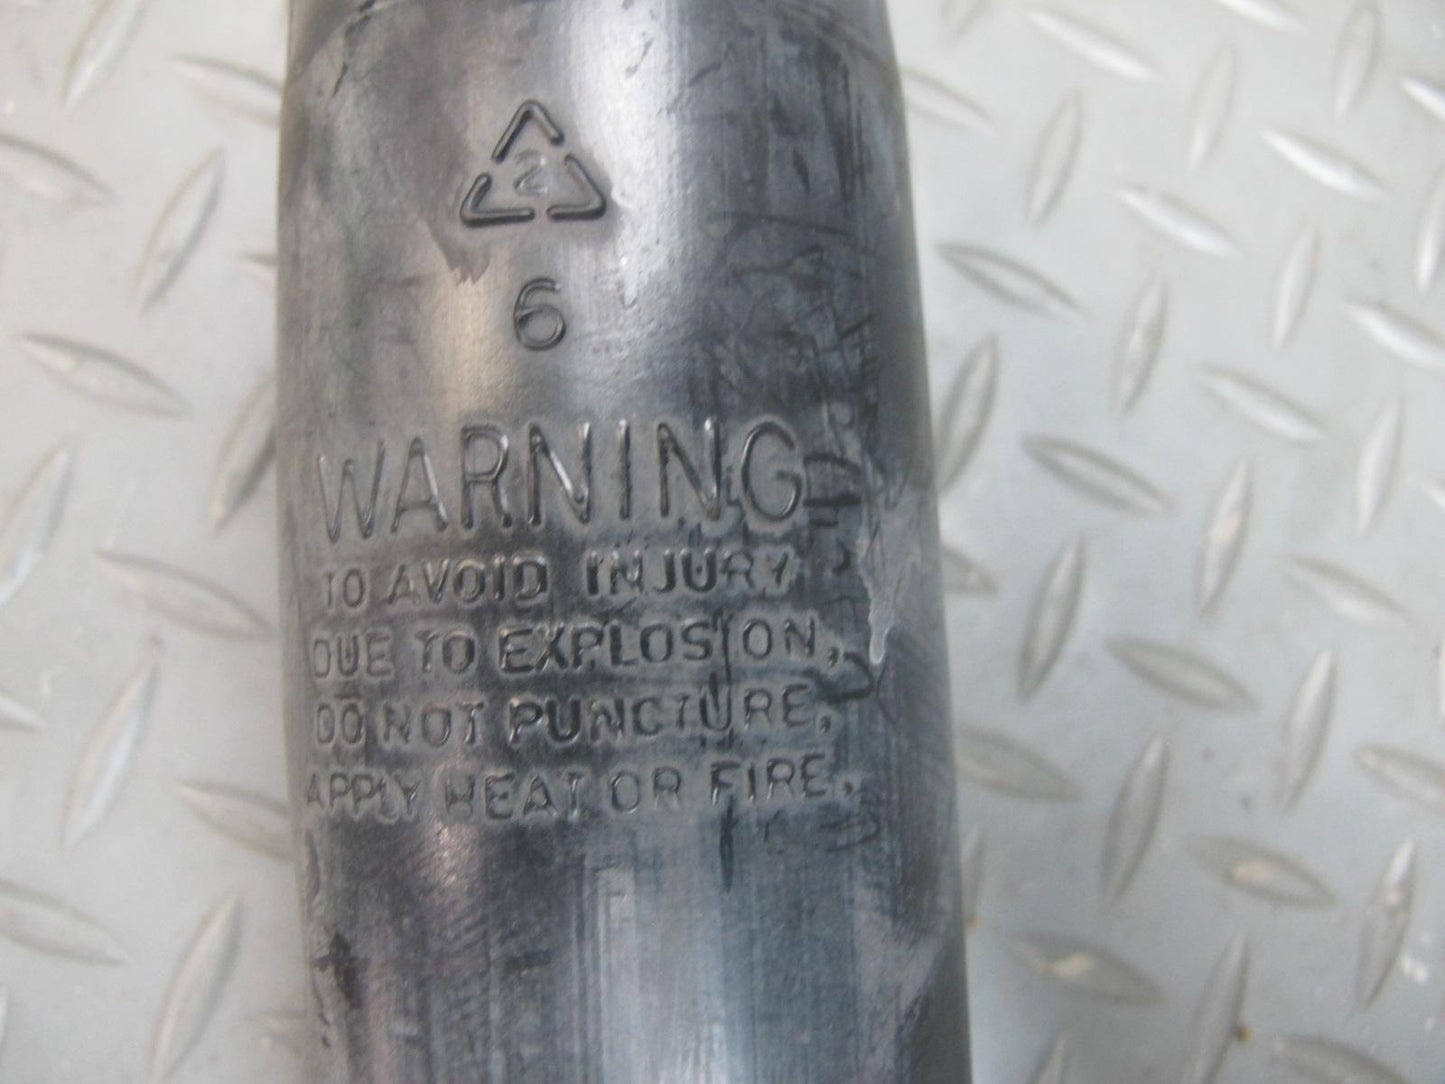 2
6
WARNING
TO AVOID INJURY
DUE TO EXPLOSION,
DO NOT PUNCTURE,
APPLY HEAT OR FIRE.